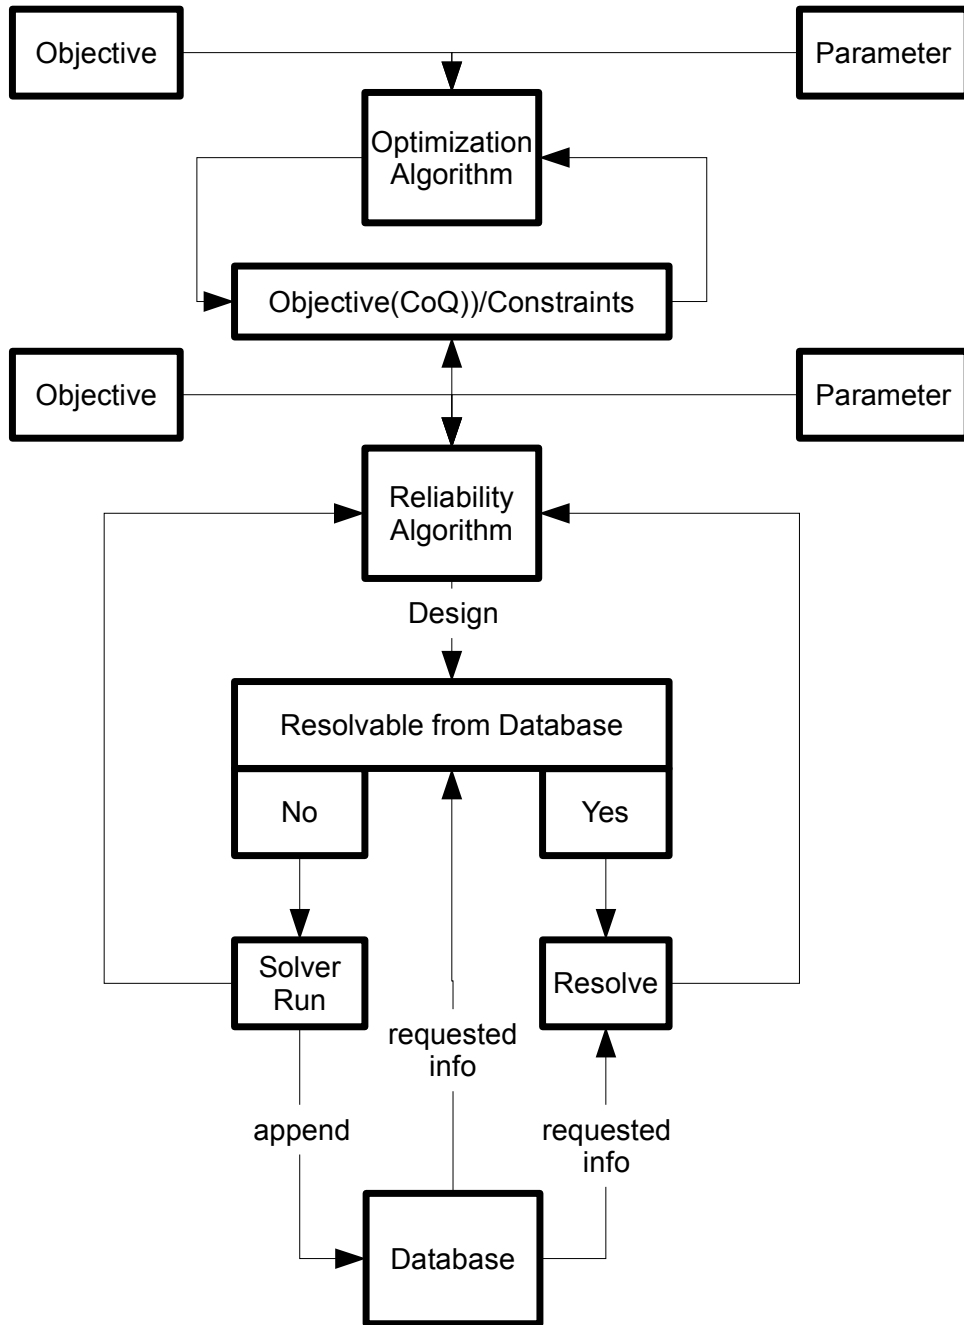 Objective
Parameter
Optimization
Algorithm
Objective(CoQ))/Constraints
Objective
Parameter
Reliability
Algorithm
Design
Resolvable from Database
No
Yes
Solver
Run
Resolve
requested
info
append
requested
info
Database